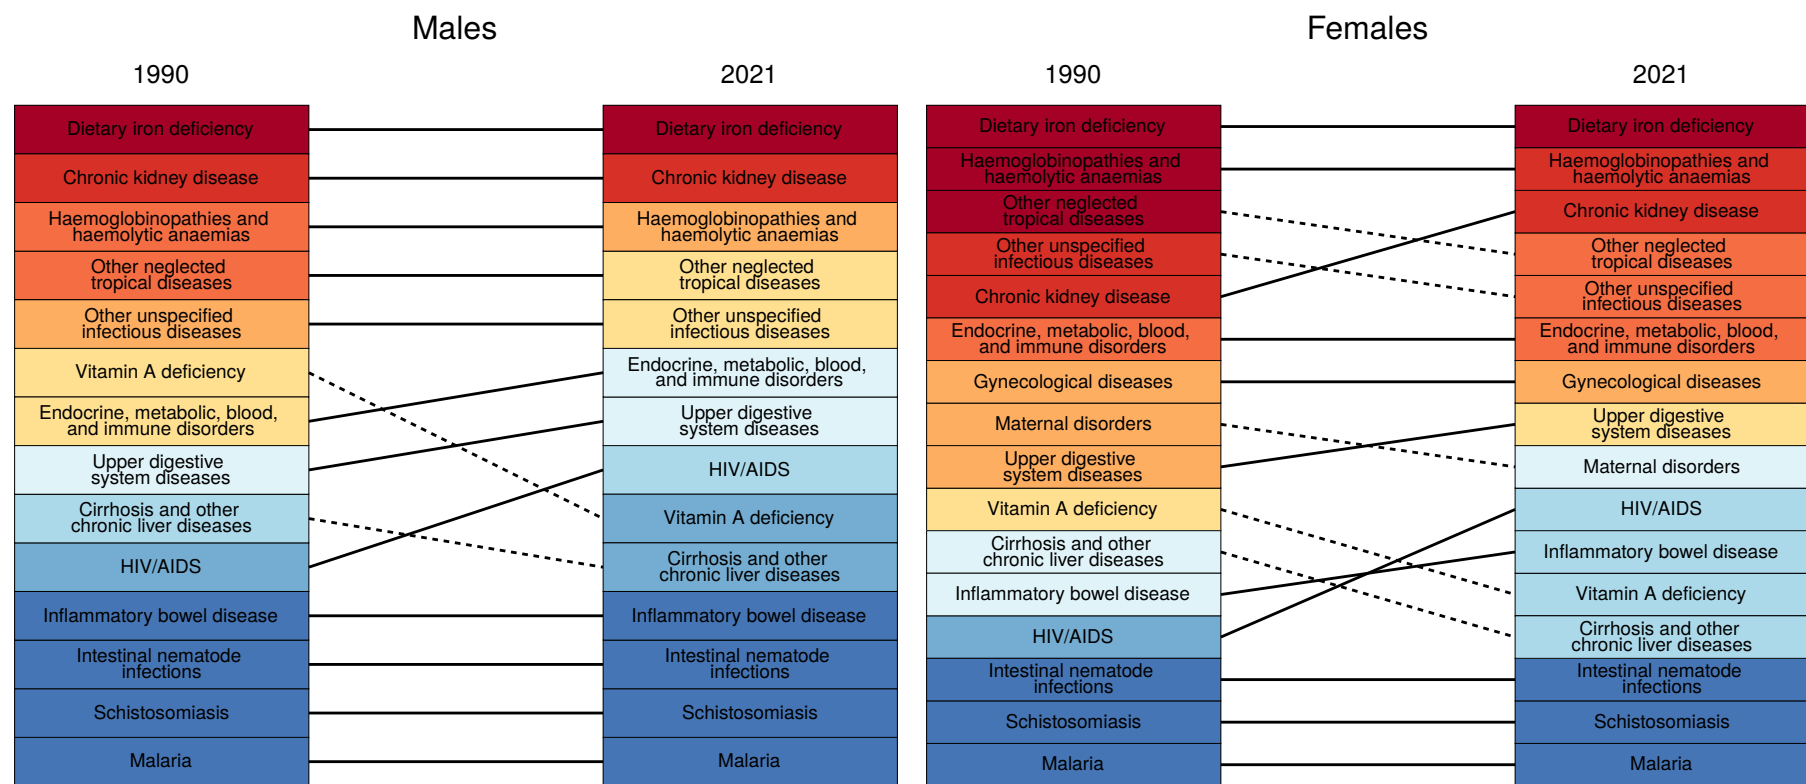 Males
1990
2021
Dietary iron deficiency
Chronic kidney disease
Haemoglobinopathies and
haemolytic anaemias
Other neglected
tropical diseases
Other unspecified
infectious diseases
Vitamin A deficiency
Endocrine, metabolic, blood,
and immune disorders
Upper digestive
system diseases
Cirrhosis and other
chronic liver diseases
HIV/AIDS
Inflammatory bowel disease
Intestinal nematode
infections
Schistosomiasis
Malaria
Dietary iron deficiency
Chronic kidney disease
Haemoglobinopathies and
haemolytic anaemias
Other neglected
tropical diseases
Other unspecified
infectious diseases
Endocrine, metabolic, blood,
and immune disorders
Upper digestive
system diseases
HIV/AIDS
Vitamin A deficiency
Cirrhosis and other
chronic liver diseases
Inflammatory bowel disease
Intestinal nematode
infections
Schistosomiasis
Malaria
Females
1990
2021
Dietary iron deficiency
Haemoglobinopathies and
haemolytic anaemias
Other neglected
tropical diseases
Other unspecified
infectious diseases
Chronic kidney disease
Endocrine, metabolic, blood,
and immune disorders
Gynecological diseases
Maternal disorders
Upper digestive
system diseases
Vitamin A deficiency
Cirrhosis and other
chronic liver diseases
Inflammatory bowel disease
HIV/AIDS
Intestinal nematode
infections
Schistosomiasis
Malaria
Dietary iron deficiency
Haemoglobinopathies and
haemolytic anaemias
Chronic kidney disease
Other neglected
tropical diseases
Other unspecified
infectious diseases
Endocrine, metabolic, blood,
and immune disorders
Gynecological diseases
Upper digestive
system diseases
Maternal disorders
HIV/AIDS
Inflammatory bowel disease
Vitamin A deficiency
Cirrhosis and other
chronic liver diseases
Intestinal nematode
infections
Schistosomiasis
Malaria